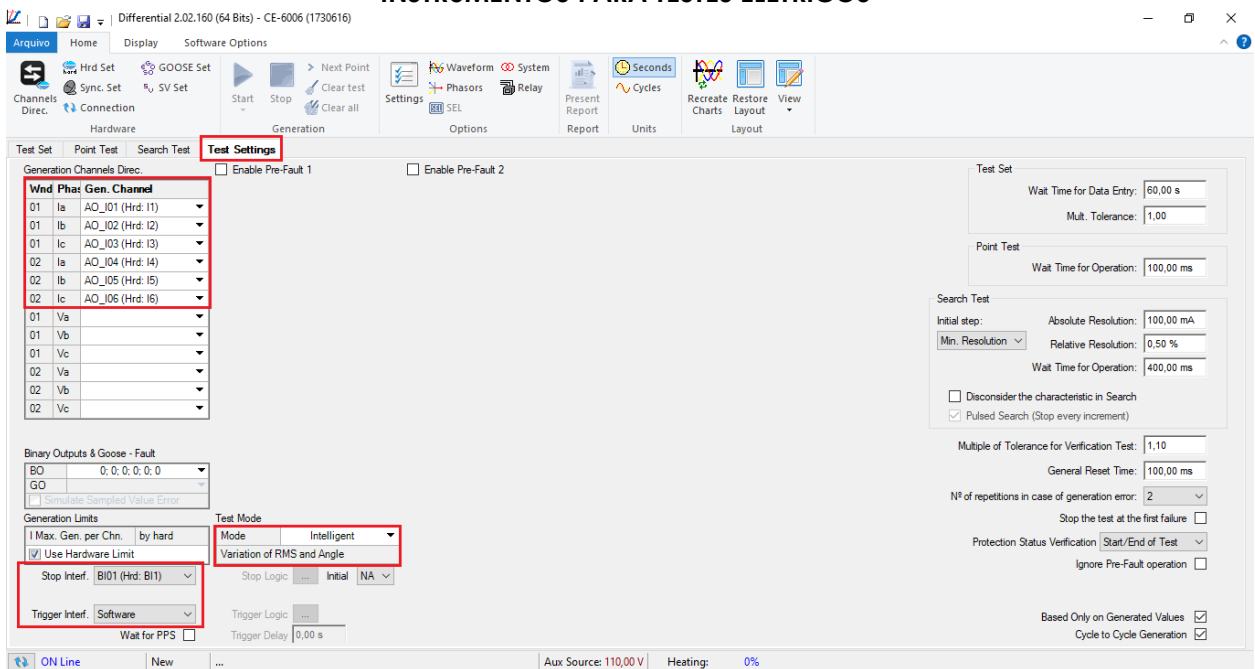 INSTRUMENTOS PARA TESTES ELÉTRICOS
Differential 2.02.160 (64 Bits) - CE-6006 (1730616)
Arquivo Home Display Software Options
Channels Direc.
Hrd Set
GOOSE Set
Sync. Set
SV Set
Connection
Hardware
Start
Stop
Next Point
Clear test
Clear all
Generation
Settings
Waveform
System
Phasors
Relay
SEL
Options
Present Report
Report
Seconds
Cycles
Units
Recreate Charts
Restore Layout
View
Layout
Test Set Point Test Search Test Test Settings
Generation Channels Direc.
Wnd Pha: Gen. Channel
01 Ia AO_I01 (Hrd: I1)
01 Ib AO_I02 (Hrd: I2)
01 Ic AO_I03 (Hrd: I3)
02 Ia AO_I04 (Hrd: I4)
02 Ib AO_I05 (Hrd: I5)
02 Ic AO_I06 (Hrd: I6)
01 Va
01 Vb
01 Vc
02 Va
02 Vb
02 Vc
Enable Pre-Fault 1
Enable Pre-Fault 2
Binary Outputs & Goose - Fault
BO 0; 0; 0; 0; 0; 0
GO
Simulate Sampled Value Error
Generation Limits
I Max. Gen. per Chn. by hard
Use Hardware Limit
Test Mode
Mode Intelligent
Variation of RMS and Angle
Stop Interf. BI01 (Hrd: BI1)
Stop Logic ... Initial NA
Trigger Interf. Software
Trigger Logic ...
Wait for PPS
Trigger Delay 0,00 s
Test Set
Wait Time for Data Entry: 60,00 s
Mult. Tolerance: 1,00
Point Test
Wait Time for Operation: 100,00 ms
Search Test
Initial step: Absolute Resolution: 100,00 mA
Min. Resolution Relative Resolution: 0,50 %
Wait Time for Operation: 400,00 ms
Disconsider the characteristic in Search
Pulsed Search (Stop every increment)
Multiple of Tolerance for Verification Test: 1,10
General Reset Time: 100,00 ms
Nº of repetitions in case of generation error: 2
Stop the test at the first failure
Protection Status Verification Start/End of Test
Ignore Pre-Fault operation
Based Only on Generated Values
Cycle to Cycle Generation
ON Line New ... Aux Source: 110,00 V Heating: 0%